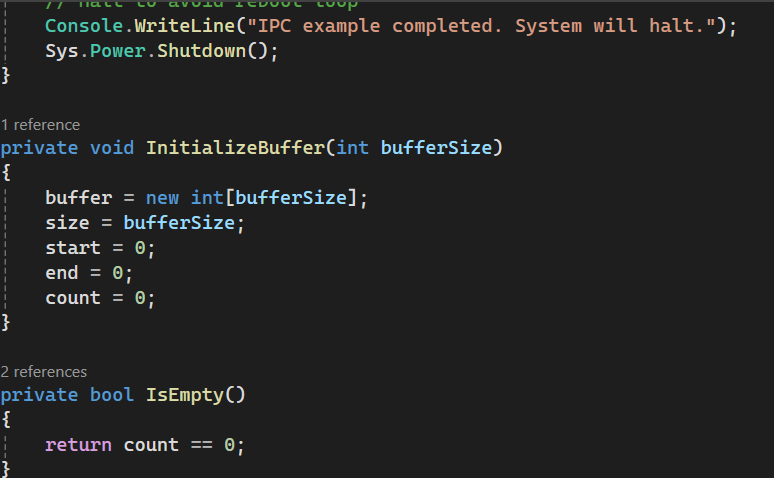 // Halt to avoid reboot loop
Console.WriteLine("IPC example completed. System will halt.");
Sys.Power.Shutdown();
}
1 reference
private void InitializeBuffer(int bufferSize)
{
buffer = new int[bufferSize];
size = bufferSize;
start = 0;
end = 0;
count = 0;
}
2 references
private bool IsEmpty()
{
return count == 0;
}